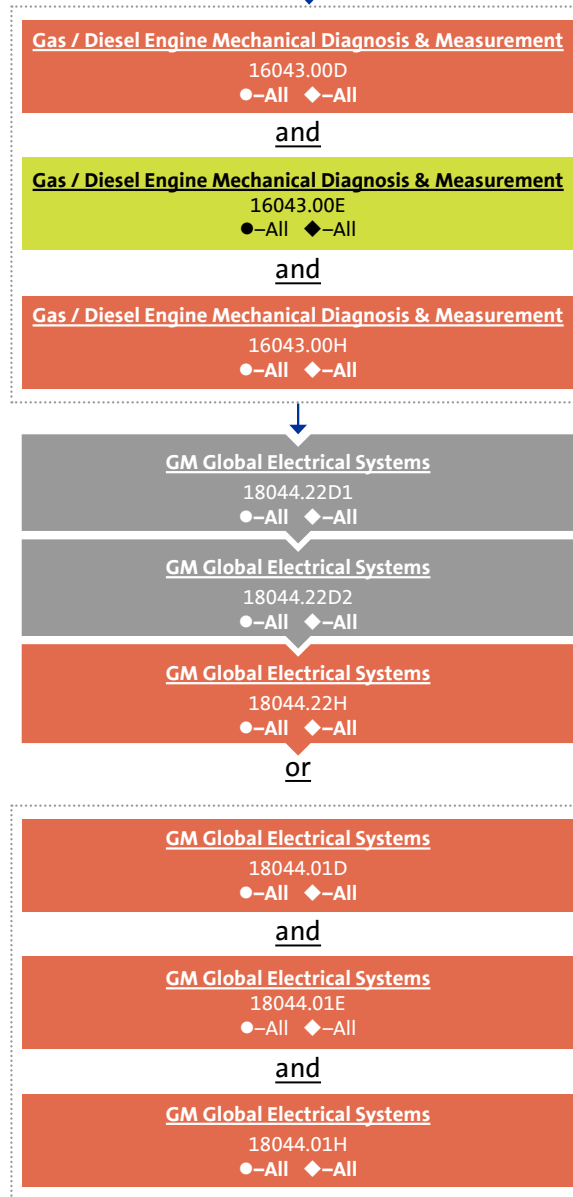 Gas / Diesel Engine Mechanical Diagnosis & Measurement
16043.00D
●–All ◆–All
and
Gas / Diesel Engine Mechanical Diagnosis & Measurement
16043.00E
●–All ◆–All
and
Gas / Diesel Engine Mechanical Diagnosis & Measurement
16043.00H
●–All ◆–All
GM Global Electrical Systems
18044.22D1
●–All ◆–All
GM Global Electrical Systems
18044.22D2
●–All ◆–All
GM Global Electrical Systems
18044.22H
●–All ◆–All
or
GM Global Electrical Systems
18044.01D
●–All ◆–All
and
GM Global Electrical Systems
18044.01E
●–All ◆–All
and
GM Global Electrical Systems
18044.01H
●–All ◆–All